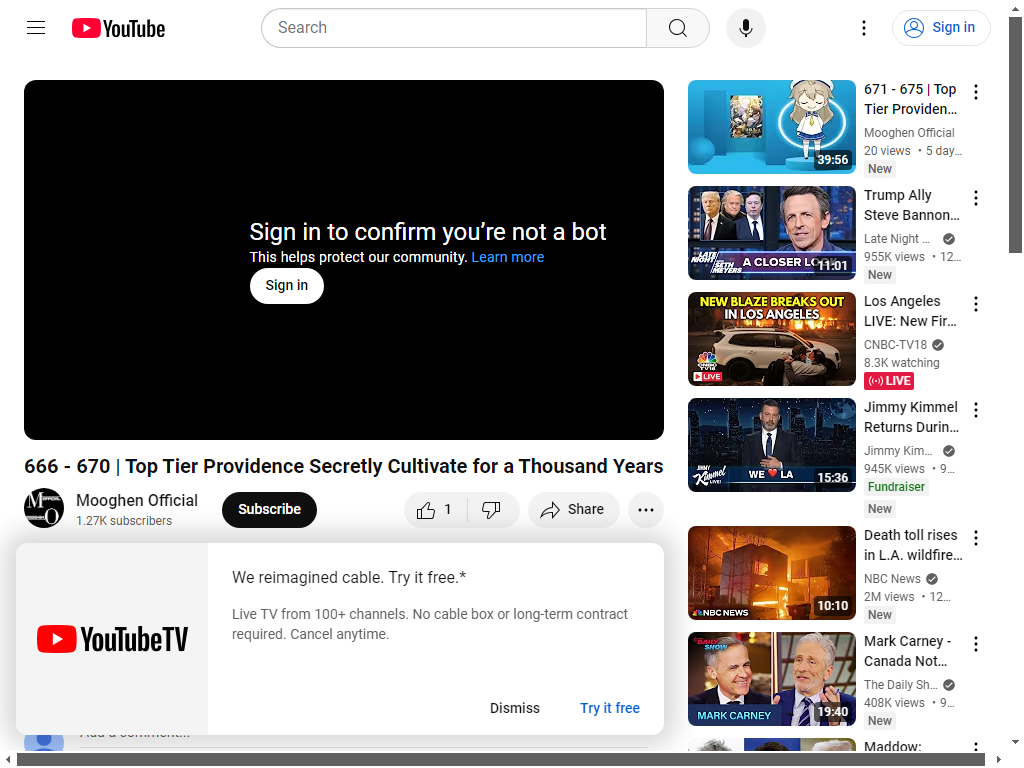 YouTube
Search
Sign in
Sign in to confirm you're not a bot
This helps protect our community. Learn more
Sign in
666 - 670 | Top Tier Providence Secretly Cultivate for a Thousand Years
Mooghen Official
1.27K subscribers
Subscribe
1
Share
We reimagined cable. Try it free.*
Live TV from 100+ channels. No cable box or long-term contract
required. Cancel anytime.
YouTubeTV
Dismiss
Try it free
Add a comment...
39:56
671 - 675 | Top
Tier Providen...
Mooghen Official
20 views • 5 day...
New
LATE NIGHT
SETH MEYERS
A CLOSER LOOK
11:01
Trump Ally
Steve Bannon...
Late Night ...
955K views • 12...
New
NEW BLAZE BREAKS OUT
IN LOS ANGELES
CNBC TV18
LIVE
Los Angeles
LIVE: New Fir...
CNBC-TV18
8.3K watching
LIVE
JIMMY KIMMEL LIVE!
WE ❤ LA
15:36
Jimmy Kimmel
Returns Durin...
Jimmy Kim...
945K views • 9...
Fundraiser
New
NBC NEWS
10:10
Death toll rises
in L.A. wildfire...
NBC News
2M views • 12...
New
THE DAILY SHOW
MARK CARNEY
19:40
Mark Carney -
Canada Not...
The Daily Sh...
408K views • 9...
New
Maddow: